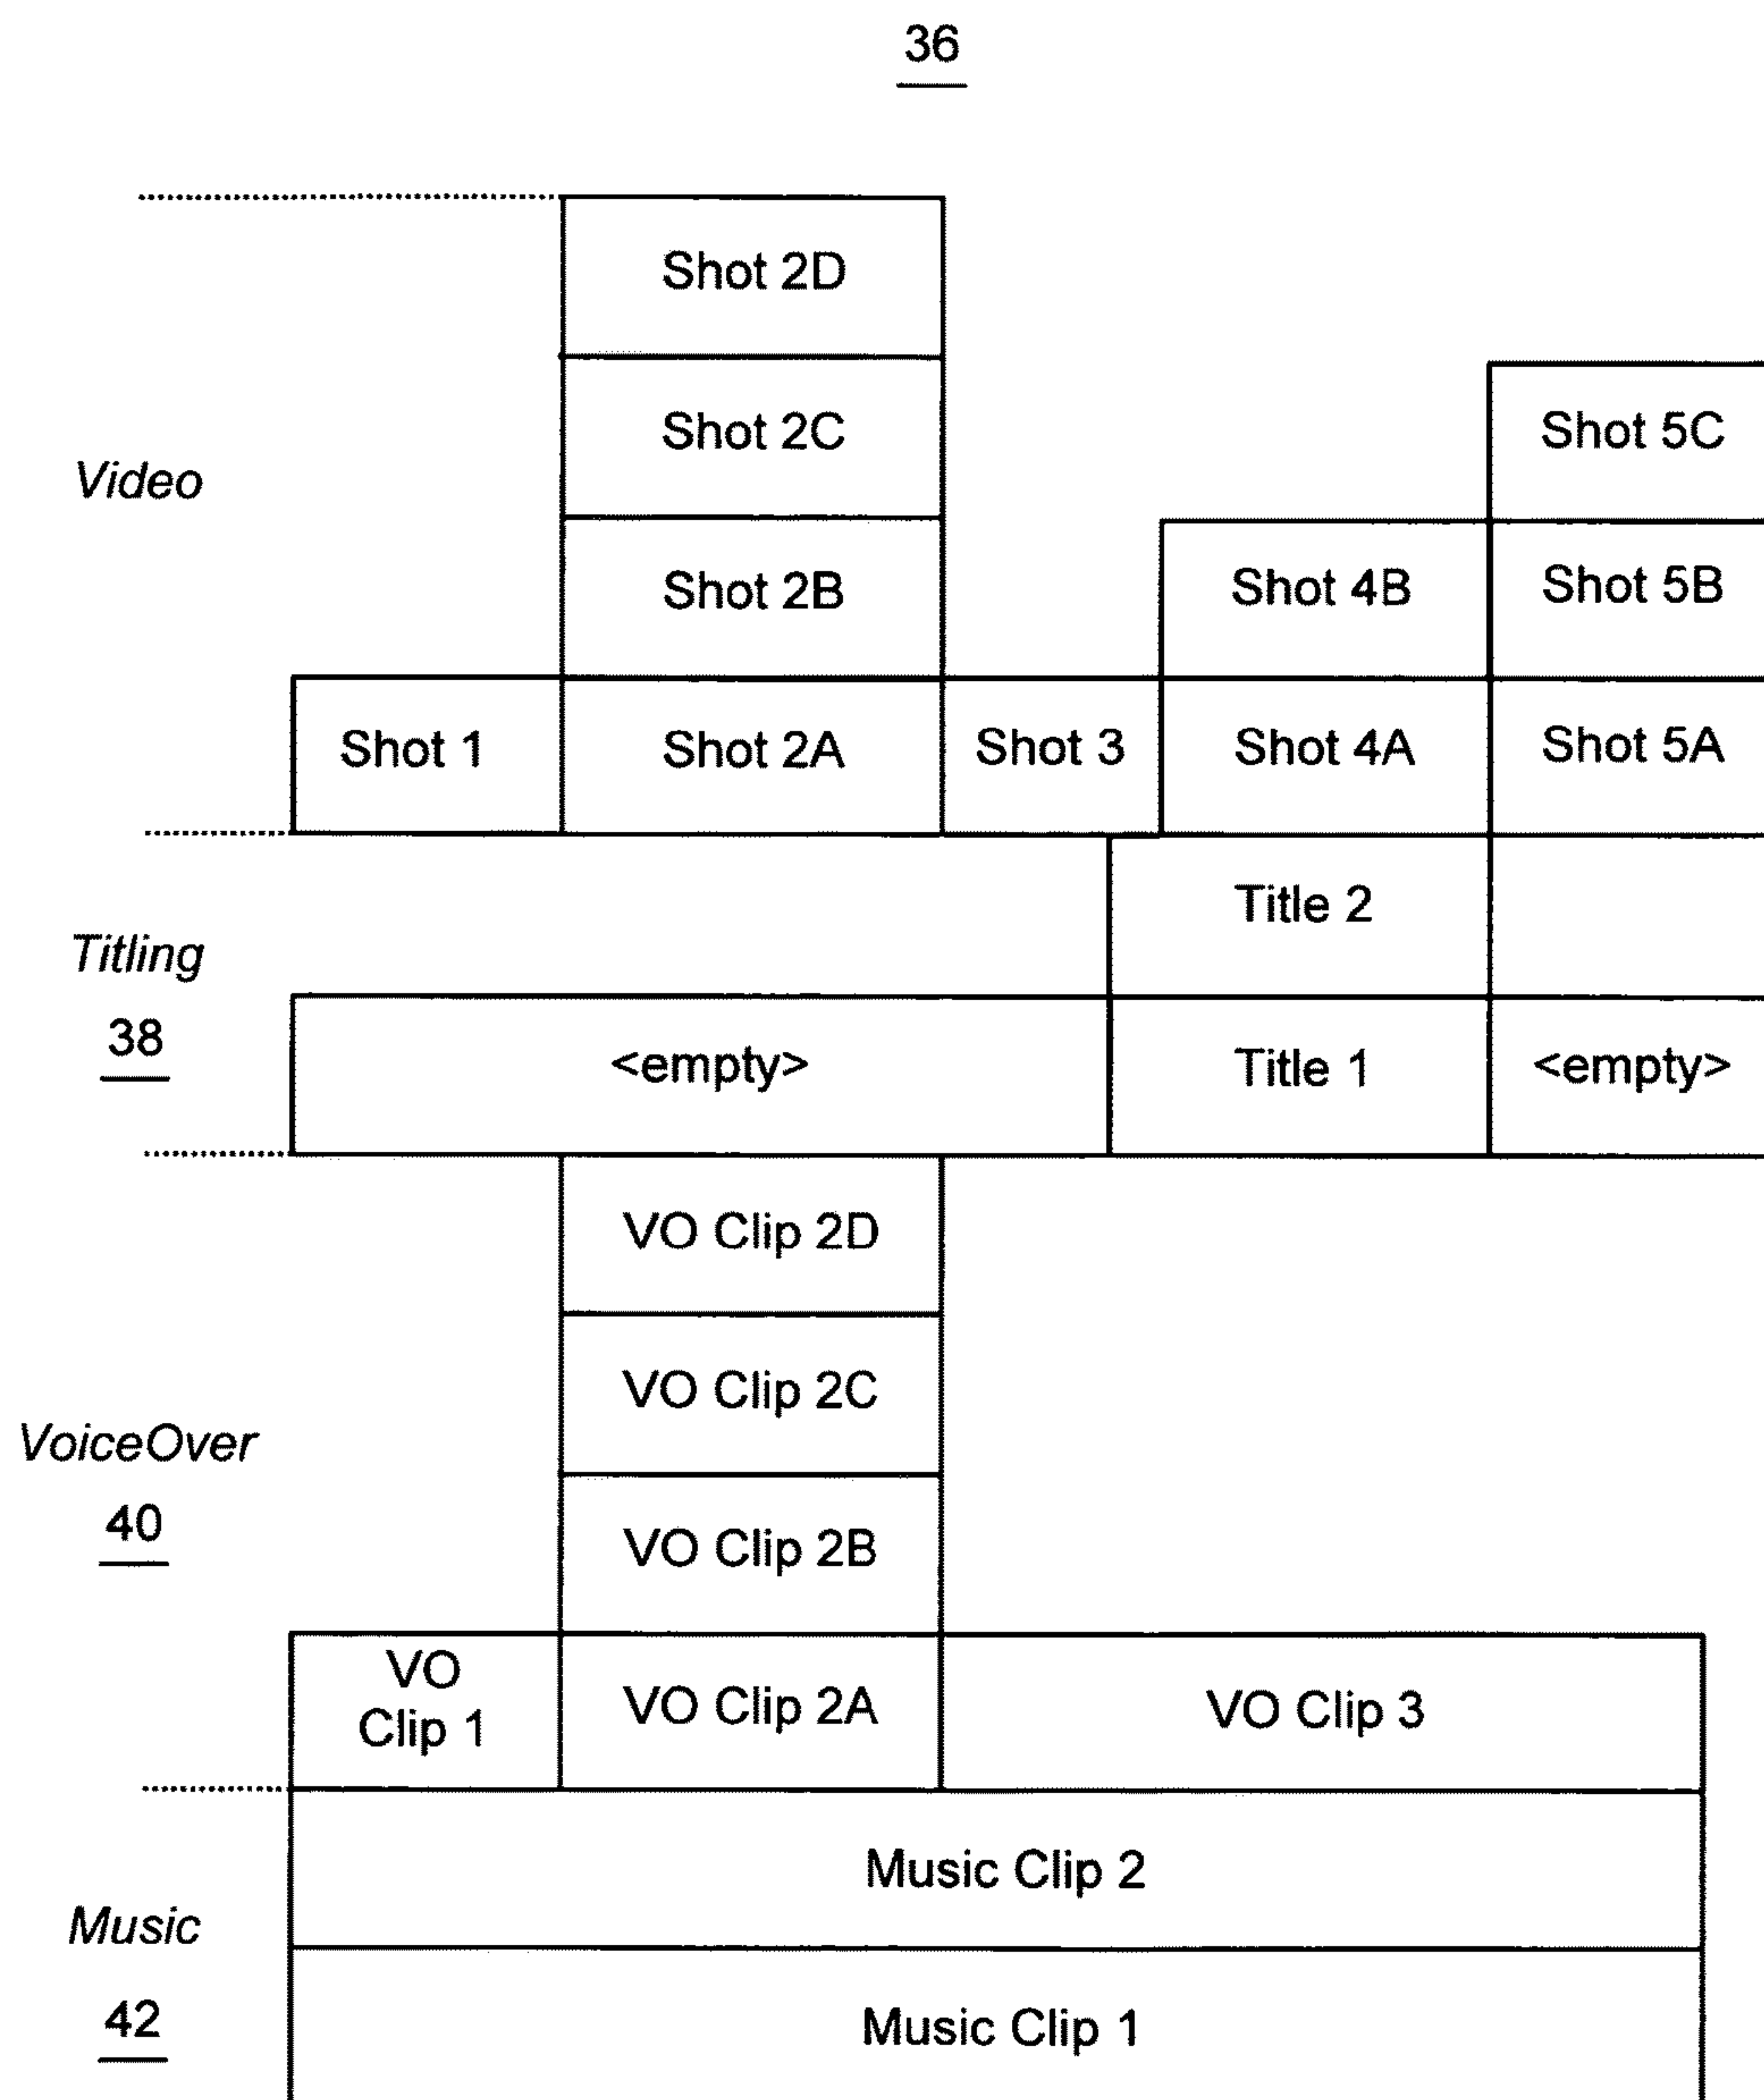 36
Shot 2D
Shot 2C
Shot 5C
Video
Shot 2B
Shot 4B
Shot 5B
Shot 1
Shot 2A
Shot 3
Shot 4A
Shot 5A
Title 2
Titling
38
<empty>
Title 1
<empty>
VO Clip 2D
VO Clip 2C
VoiceOver
40
VO Clip 2B
VO
Clip 1
VO Clip 2A
VO Clip 3
Music Clip 2
Music
42
Music Clip 1